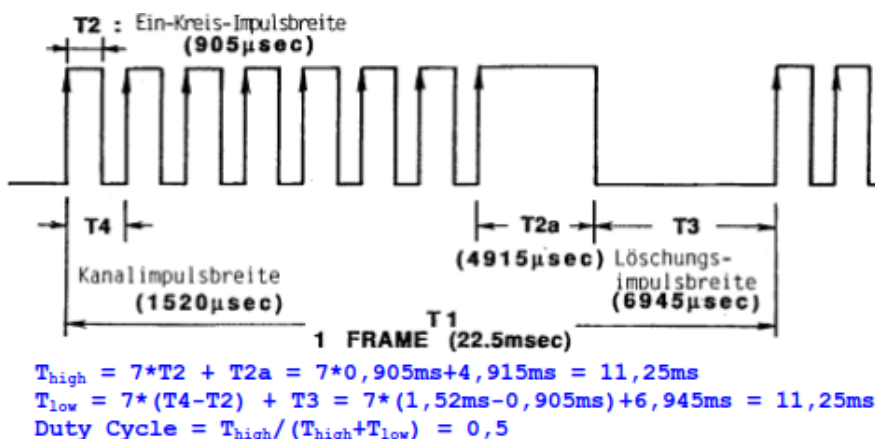 T2 : Ein-Kreis-Impulsbreite
(905µsec)
T4
T2a
T3
Kanalimpulsbreite
(1520µsec)
(4915µsec)
Löschungs-
impulsbreite
(6945µsec)
T1
1 FRAME (22.5msec)
Thigh = 7*T2 + T2a = 7*0,905ms+4,915ms = 11,25ms
Tlow = 7*(T4-T2) + T3 = 7*(1,52ms-0,905ms)+6,945ms = 11,25ms
Duty Cycle = Thigh/(Thigh+Tlow) = 0,5